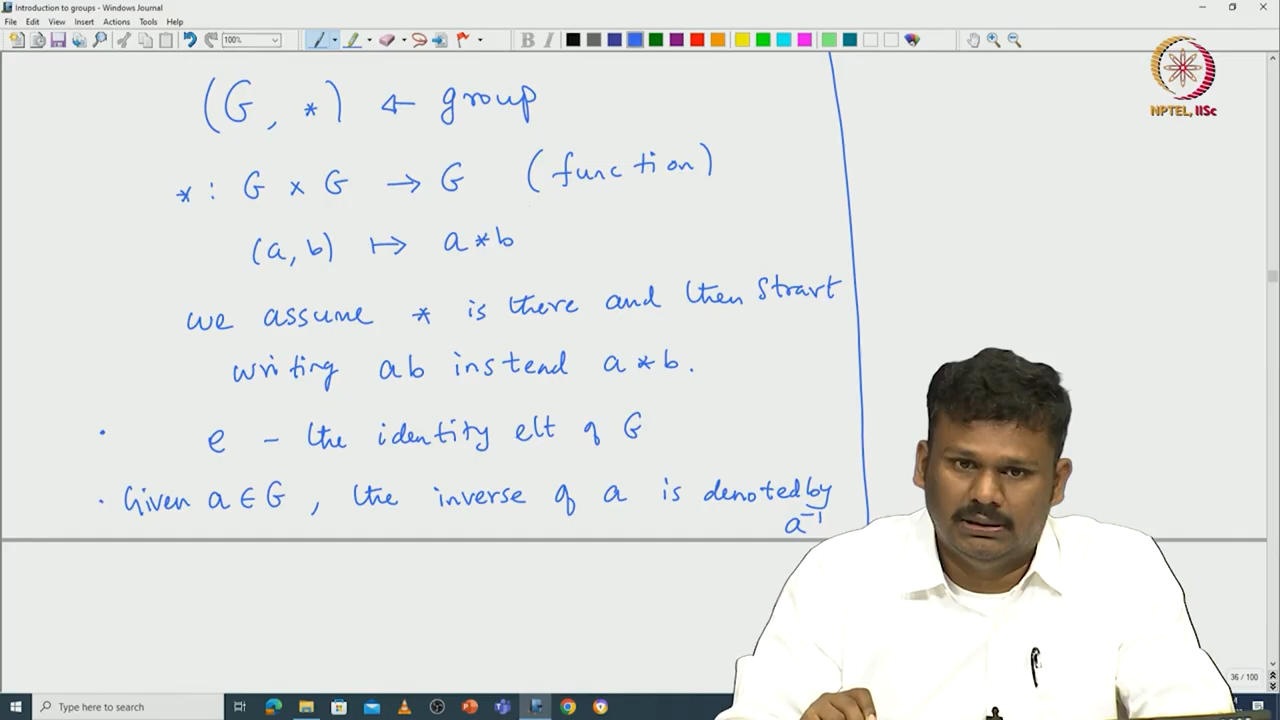 Introduction to groups - Windows Journal
File Edit View Insert Actions Tools Help
100%
B I
NPTEL, IISc
(G, *) ← group
* : G × G → G (function)
(a, b) ↦ a * b
we assume * is there and then Strart
writing ab instead a * b.
· e – the identity elt of G
· Given a ∈ G, the inverse of a is denoted by
a⁻¹
36 / 100
Type here to search